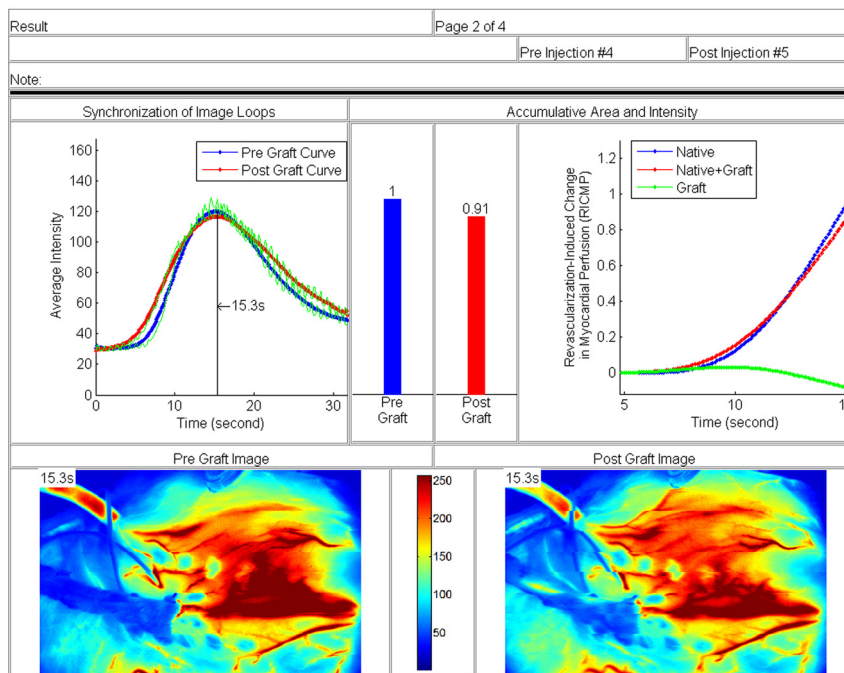 Result
Page 2 of 4
Pre Injection #4
Post Injection #5
Note:
Synchronization of Image Loops
Accumulative Area and Intensity
160
140
120
100
80
60
40
20
0
Average Intensity
Pre Graft Curve
Post Graft Curve
←15.3s
0 10 20 30
Time (second)
1
Pre
Graft
0.91
Post
Graft
Revascularization-Induced Change
in Myocardial Perfusion (RICMP)
1.2
1
0.8
0.6
0.4
0.2
0
Native
Native+Graft
Graft
5 10 1
Time (second)
Pre Graft Image
Post Graft Image
15.3s
250
200
150
100
50
15.3s